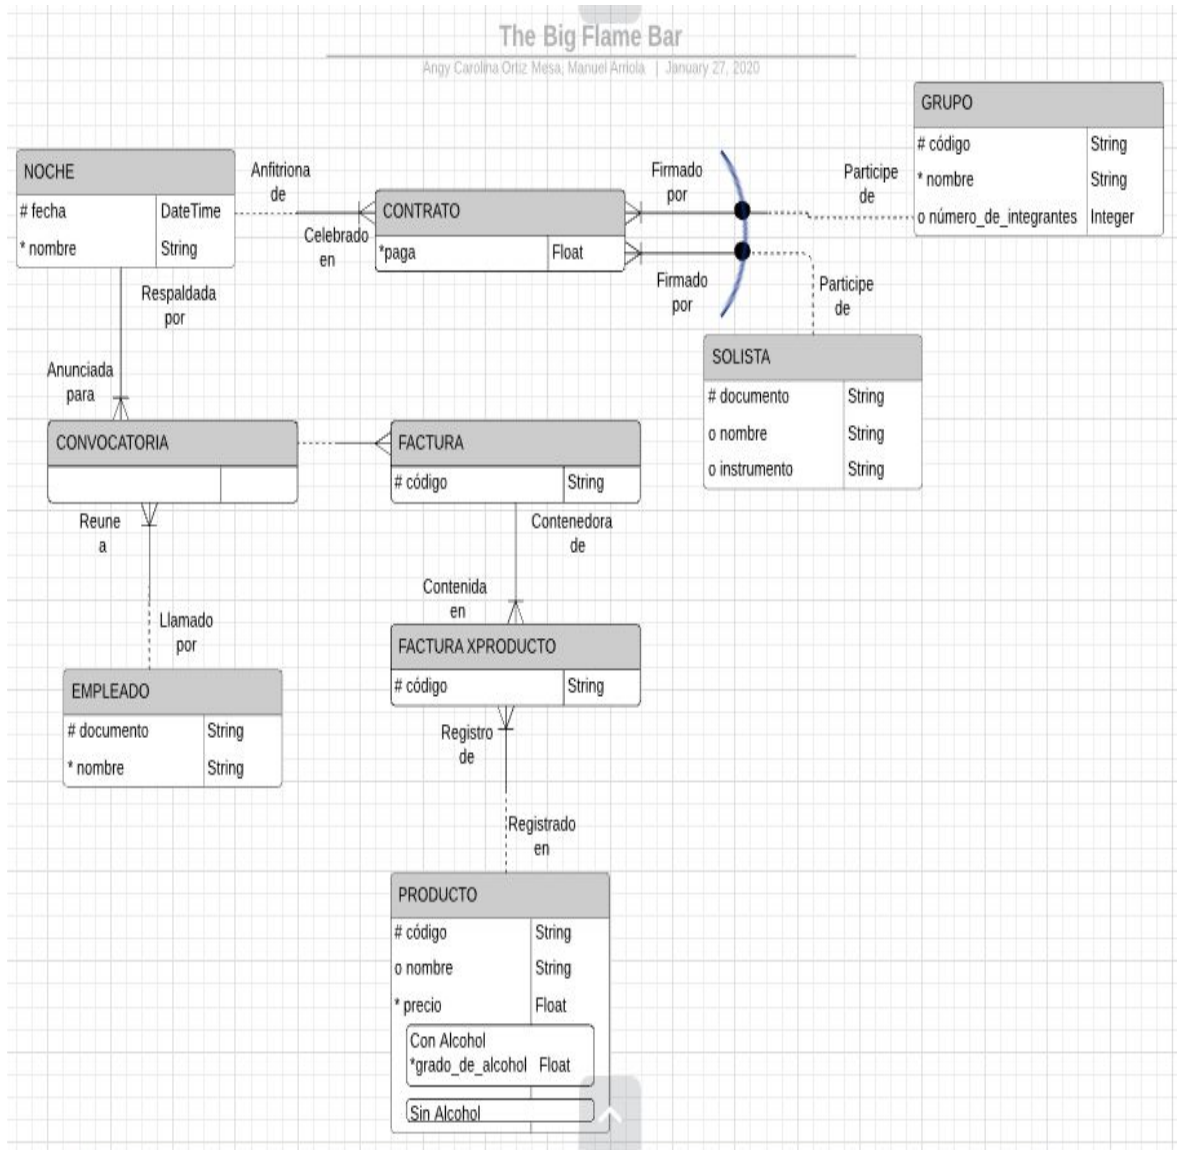 The Big Flame Bar
Angy Carolina Ortiz Mesa; Manuel Arriola | January 27, 2020
GRUPO
# código String
* nombre String
o número_de_integrantes Integer
NOCHE
# fecha DateTime
* nombre String
Anfitriona
de
Celebrado
en
CONTRATO
*paga Float
Firmado
por
Participe
de
Firmado
por
Participe
de
SOLISTA
# documento String
o nombre String
o instrumento String
Respaldada
por
Anunciada
para
CONVOCATORIA
FACTURA
# código String
Reune
a
Llamado
por
EMPLEADO
# documento String
* nombre String
Contenedora
de
Contenida
en
FACTURA XPRODUCTO
# código String
Registro
de
Registrado
en
PRODUCTO
# código String
o nombre String
* precio Float
Con Alcohol
*grado_de_alcohol Float
Sin Alcohol